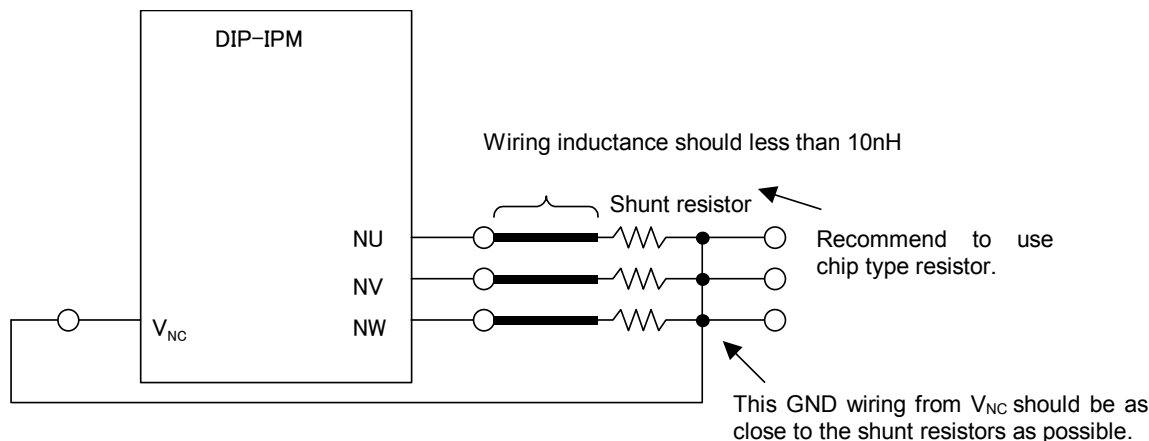 DIP-IPM
Wiring inductance should less than 10nH
Shunt resistor
NU
Recommend to use
chip type resistor.
NV
VNC
NW
This GND wiring from VNC should be as
close to the shunt resistors as possible.